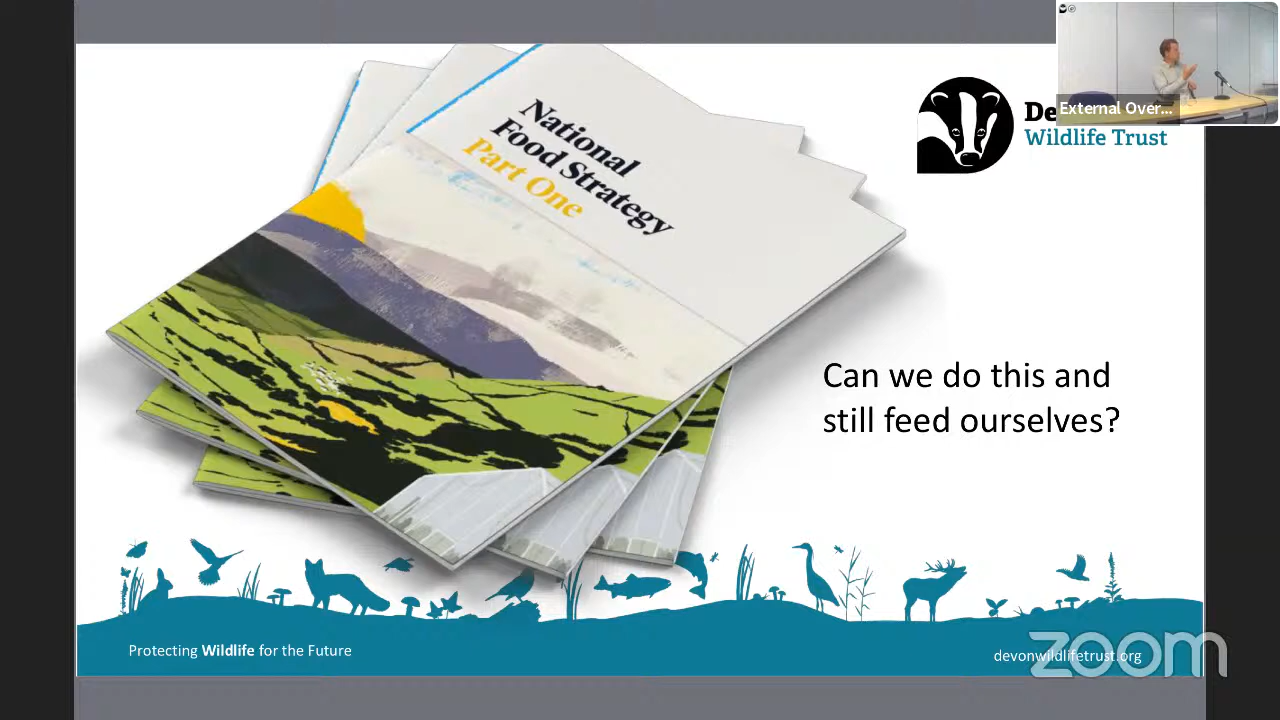 National
Food Strategy
Part One
De
Wildlife Trust
External Over...
Can we do this and
still feed ourselves?
Protecting Wildlife for the Future
devonwildlifetrust.org
zoom